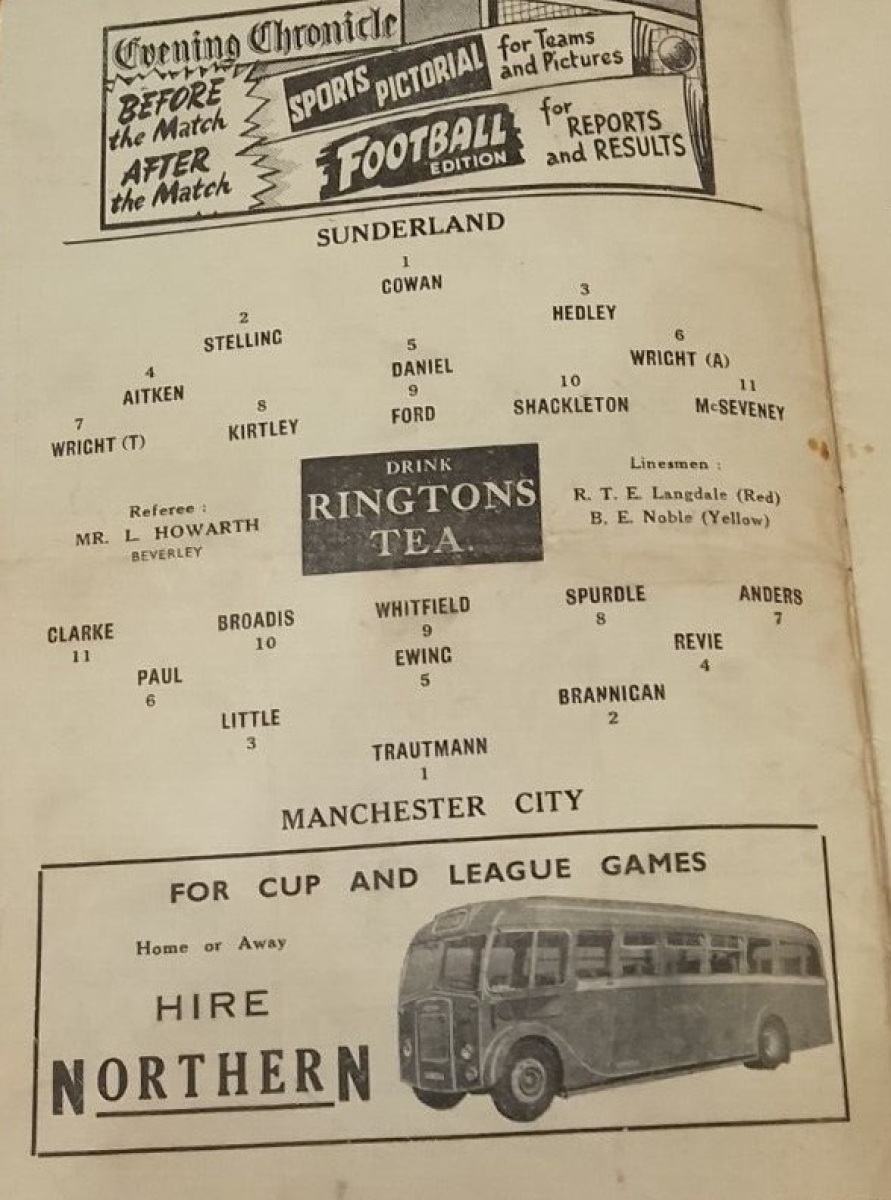 Evening Chronicle
BEFORE
the Match
AFTER
the Match
SPORTS PICTORIAL
for Teams
and Pictures
FOOTBALL
EDITION
for
REPORTS
and RESULTS
SUNDERLAND
1
COWAN
2
STELLING
3
HEDLEY
4
AITKEN
5
DANIEL
6
WRIGHT (A)
7
WRIGHT (T)
8
KIRTLEY
9
FORD
10
SHACKLETON
11
McSEVENEY
Referee :
MR. L. HOWARTH
BEVERLEY
DRINK
RINGTONS
TEA.
Linesmen :
R. T. E. Langdale (Red)
B. E. Noble (Yellow)
CLARKE
11
BROADIS
10
WHITFIELD
9
SPURDLE
8
ANDERS
7
PAUL
6
EWING
5
REVIE
4
LITTLE
3
BRANNIGAN
2
TRAUTMANN
1
MANCHESTER CITY
FOR CUP AND LEAGUE GAMES
Home or Away
HIRE
NORTHERN